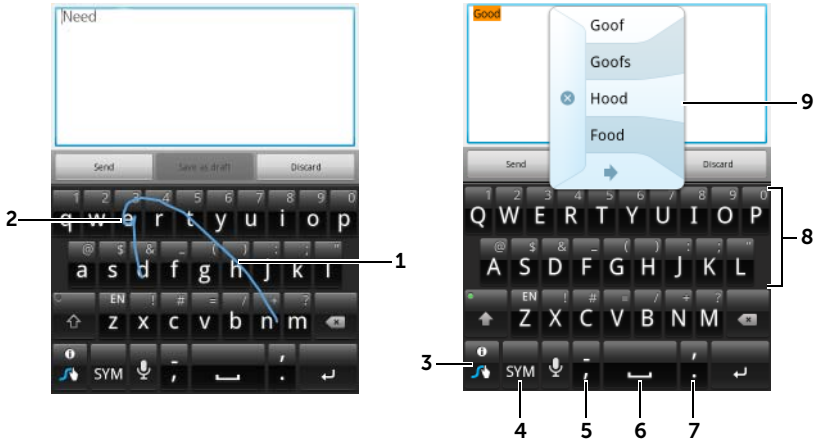 Need
Send Save as draft Discard
1 2 3 4 5 6 7 8 9 0
q w e r t y u i o p
@ $ & _ ( ) : ; "
a s d f g h j k l
EN ! # = / + ?
z x c v b n m
SYM - , ' .
1
2
Good
Goof
Goofs
Hood
Food
Send Discard
1 2 3 4 5 6 7 8 9 0
Q W E R T Y U I O P
@ $ & _ ( ) : ; "
A S D F G H J K L
EN ! # = / + ?
Z X C V B N M
SYM - , ' .
9
8
3
4 5 6 7